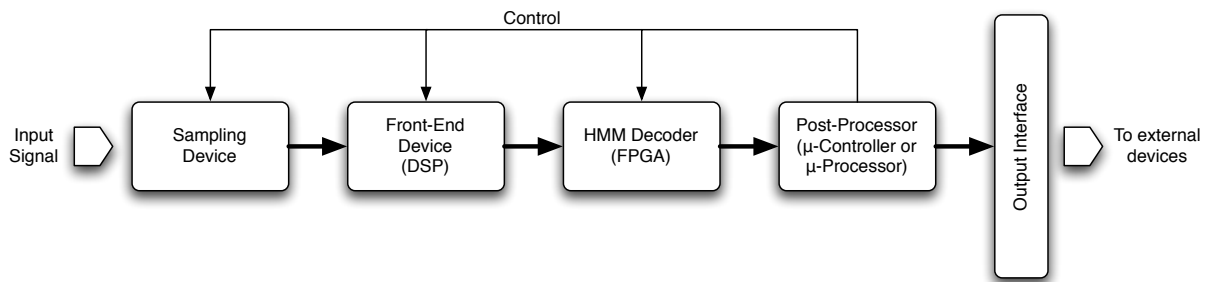 Control
Input
Signal
Sampling
Device
Front-End
Device
(DSP)
HMM Decoder
(FPGA)
Post-Processor
(μ-Controller or
μ-Processor)
Output Interface
To external
devices